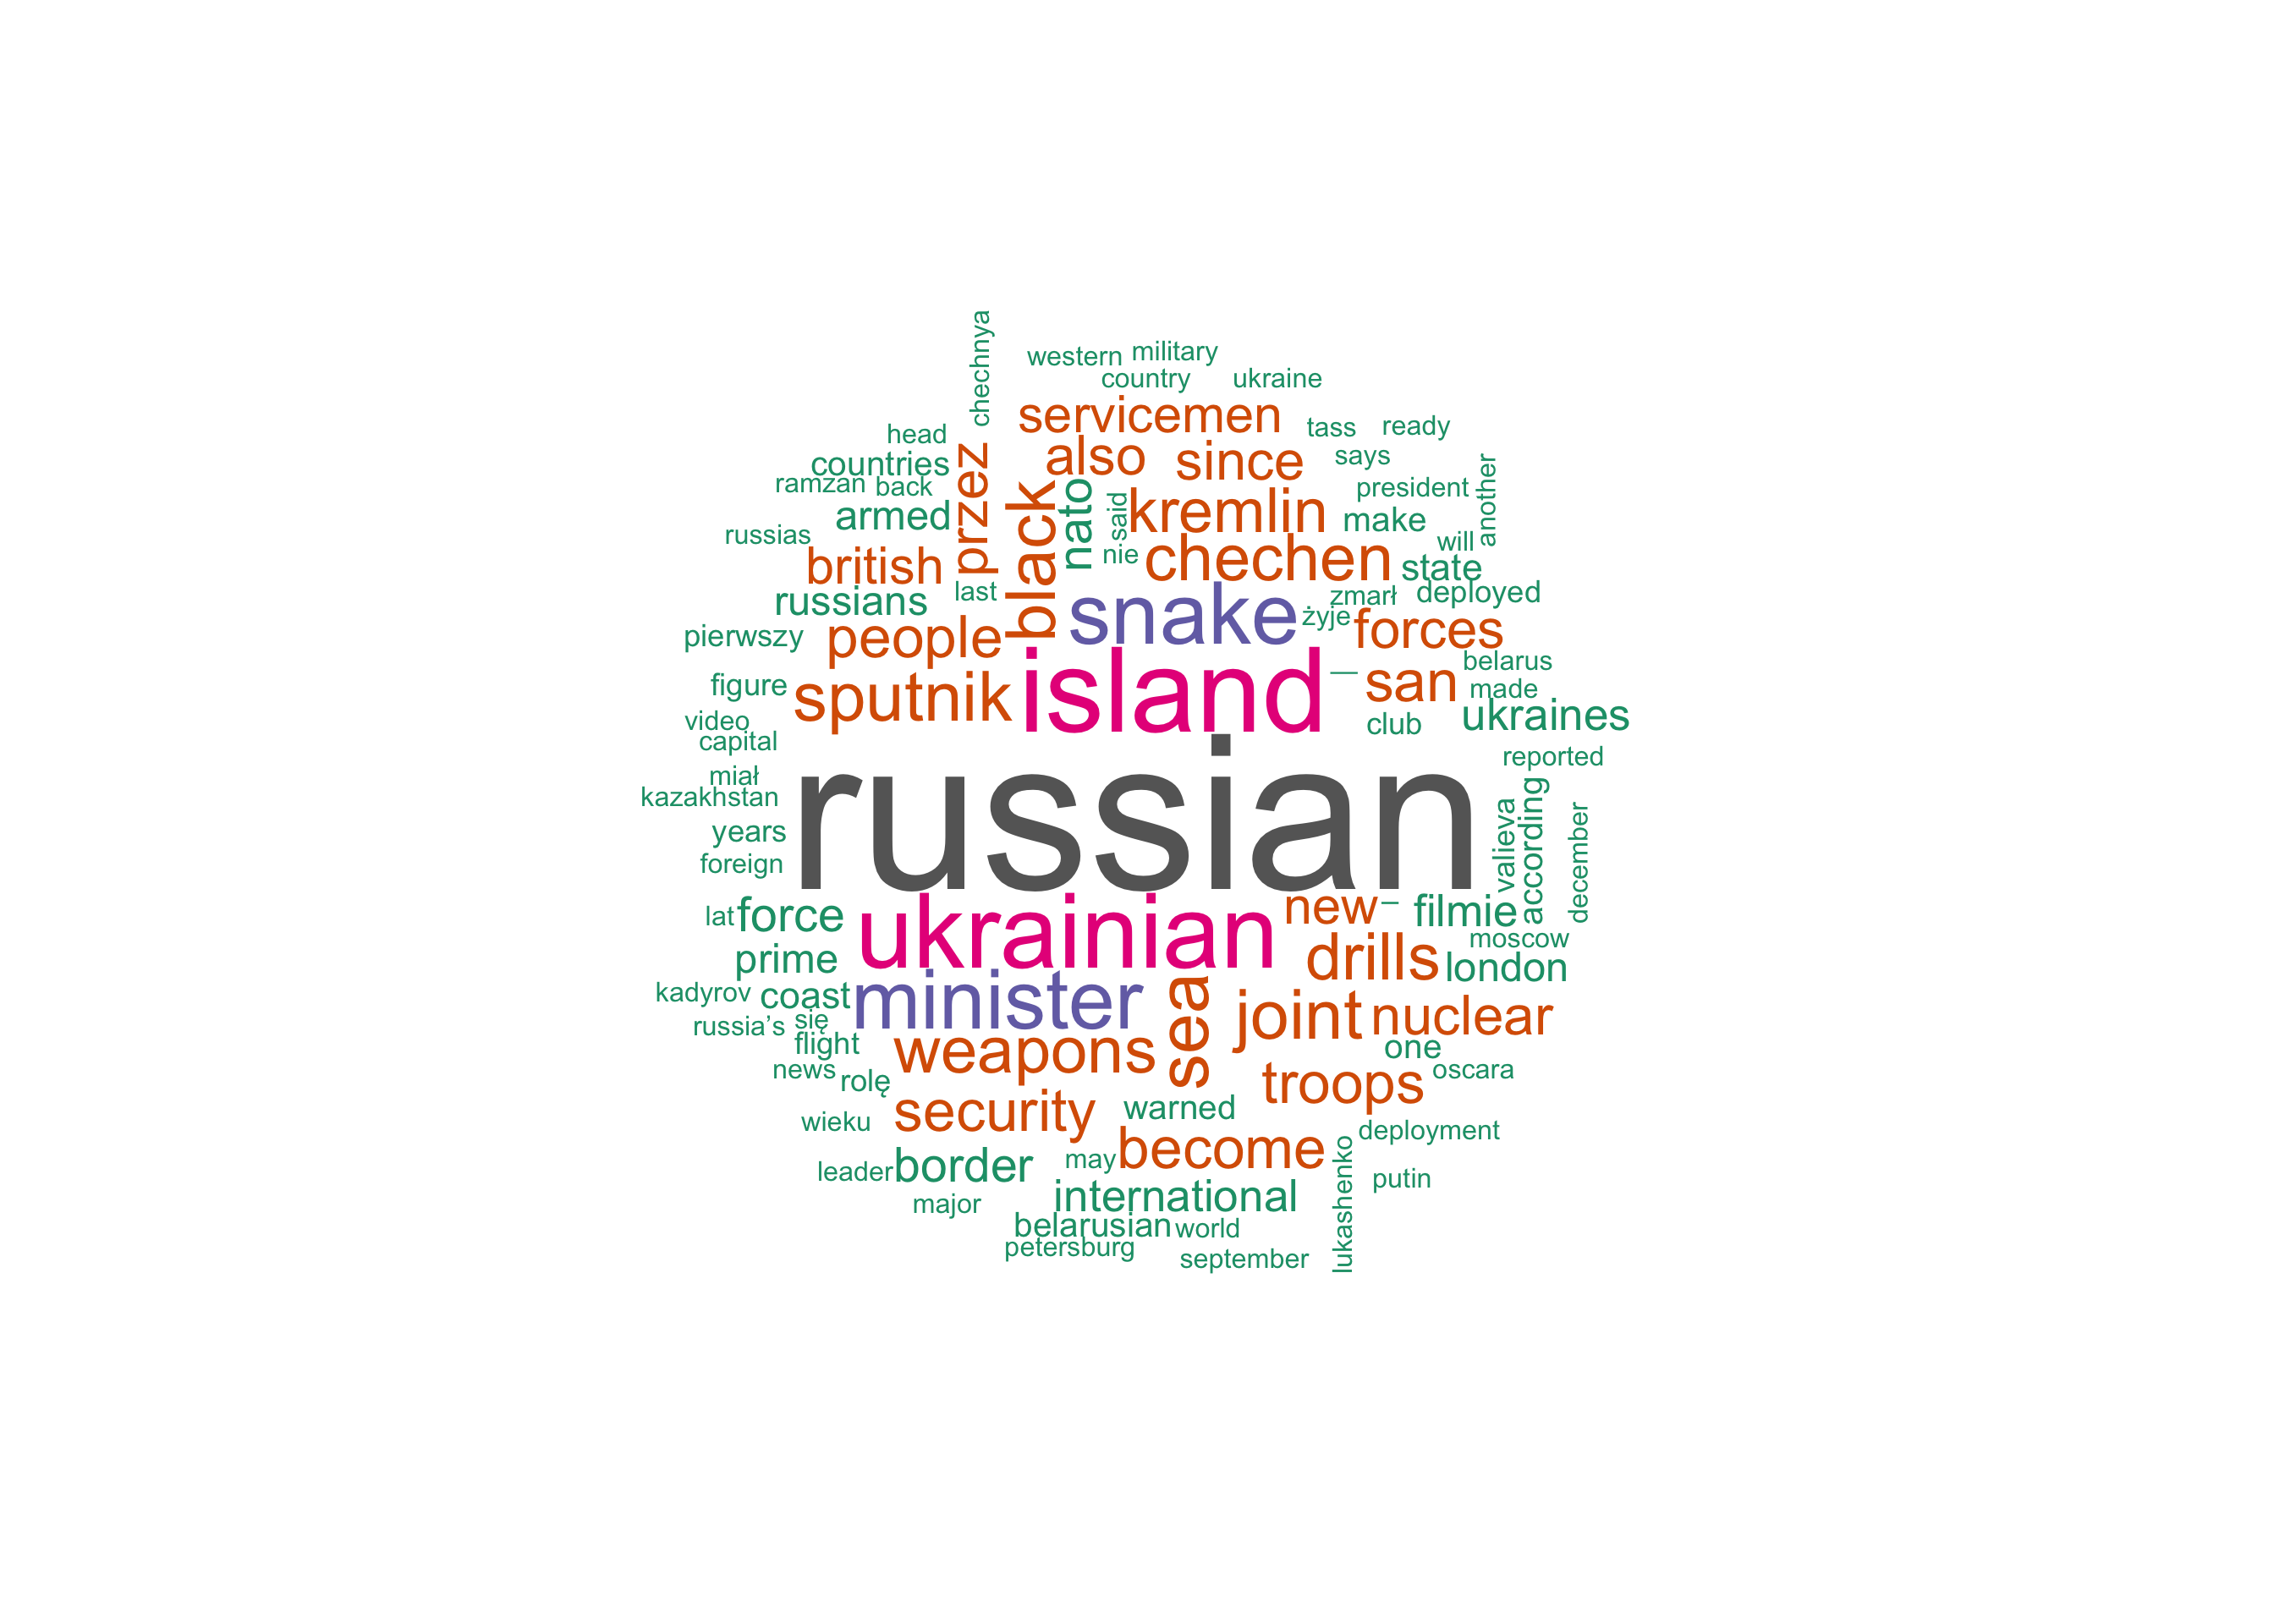 chechnya
western military
country ukraine
servicemen
tass ready
head
also since
says
countries
przez
ramzan back
black
nato
said
kremlin
president
another
armed
make
russias
will
british
nie
chechen
state
russians
last
snake
zmarł
deployed
żyje
forces
pierwszy
people
island
—
san
belarus
made
figure
sputnik
club
ukraines
video
capital
reported
miał
kazakhstan
russian
valieva
according
december
years
foreign
lat
force
ukrainian
new
–
filmie
moscow
prime
drills
london
kadyrov
coast
minister
sea
joint
nuclear
russia’s
się
flight
weapons
one
news
rolę
troops
oscara
wieku
security
warned
deployment
leader
border
may
become
lukashenko
putin
major
international
belarusian
world
petersburg
september